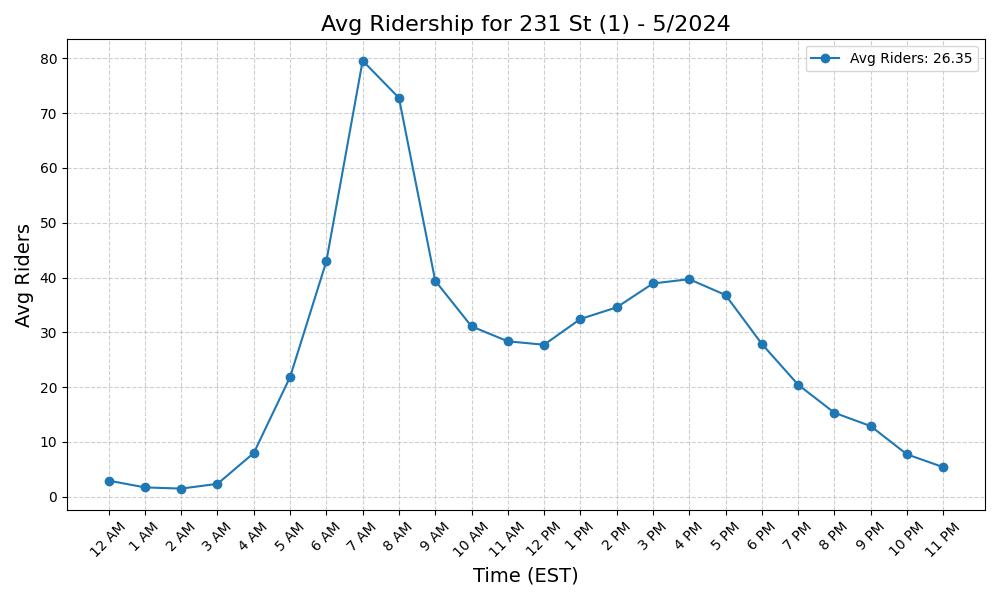 Avg Ridership for 231 St (1) - 5/2024
Avg Riders: 26.35
Avg Riders
80
70
60
50
40
30
20
10
0
12 AM
1 AM
2 AM
3 AM
4 AM
5 AM
6 AM
7 AM
8 AM
9 AM
10 AM
11 AM
12 PM
1 PM
2 PM
3 PM
4 PM
5 PM
6 PM
7 PM
8 PM
9 PM
10 PM
11 PM
Time (EST)